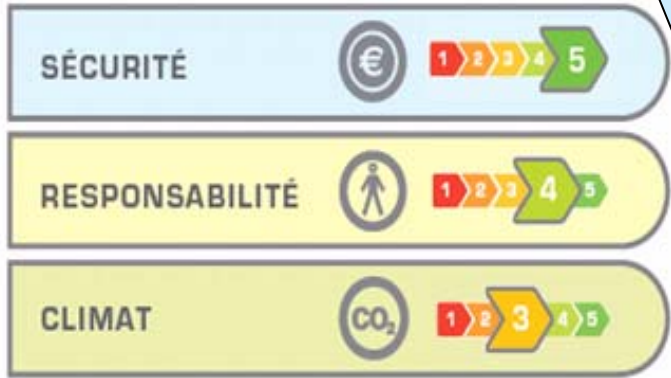 SÉCURITÉ € 1 2 3 4 5
RESPONSABILITÉ 1 2 3 4 5
CLIMAT CO₂ 1 2 3 4 5